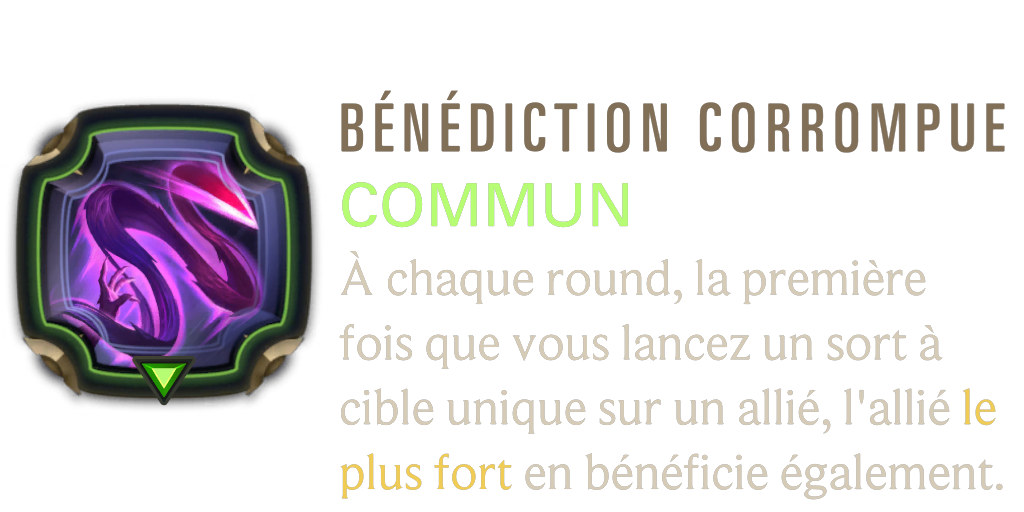 BÉNÉDICTION CORROMPUE
COMMUN
À chaque round, la première
fois que vous lancez un sort à
cible unique sur un allié, l'allié le
plus fort en bénéficie également.